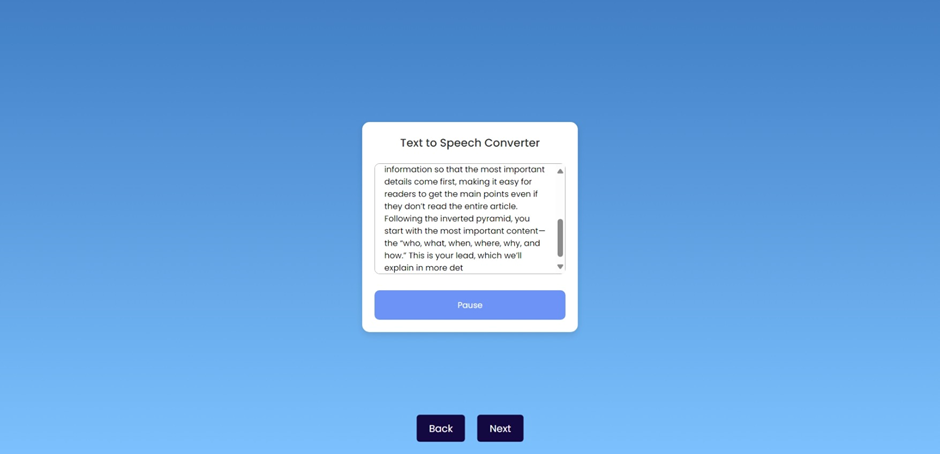 Text to Speech Converter
information so that the most important
details come first, making it easy for
readers to get the main points even if
they don’t read the entire article.
Following the inverted pyramid, you
start with the most important content—
the “who, what, when, where, why, and
how.” This is your lead, which we’ll
explain in more det
Pause
Back
Next